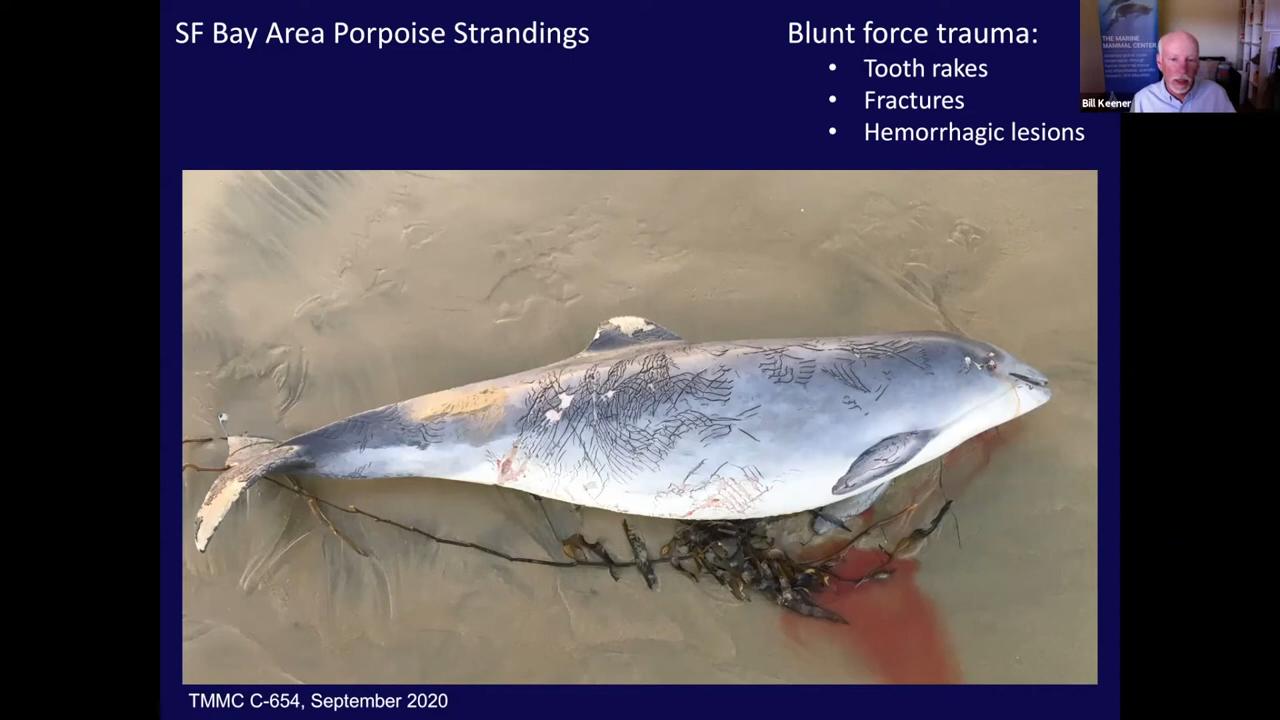 SF Bay Area Porpoise Strandings
Blunt force trauma:
• Tooth rakes
• Fractures
• Hemorrhagic lesions
THE MARINE
MAMMAL CENTER
Bill Keener
TMMC C-654, September 2020